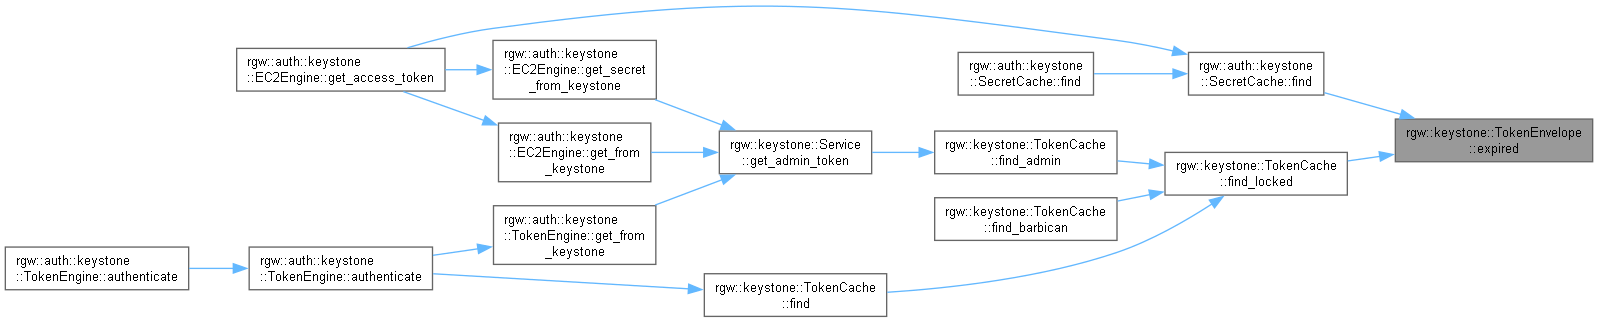 rgw::auth::keystone
::EC2Engine::get_access_token
rgw::auth::keystone
::EC2Engine::get_secret
_from_keystone
rgw::auth::keystone
::SecretCache::find
rgw::auth::keystone
::SecretCache::find
rgw::keystone::TokenEnvelope
::expired
rgw::auth::keystone
::EC2Engine::get_from
_keystone
rgw::keystone::Service
::get_admin_token
rgw::keystone::TokenCache
::find_admin
rgw::keystone::TokenCache
::find_locked
rgw::keystone::TokenCache
::find_barbican
rgw::auth::keystone
::TokenEngine::get_from
_keystone
rgw::auth::keystone
::TokenEngine::authenticate
rgw::auth::keystone
::TokenEngine::authenticate
rgw::keystone::TokenCache
::find